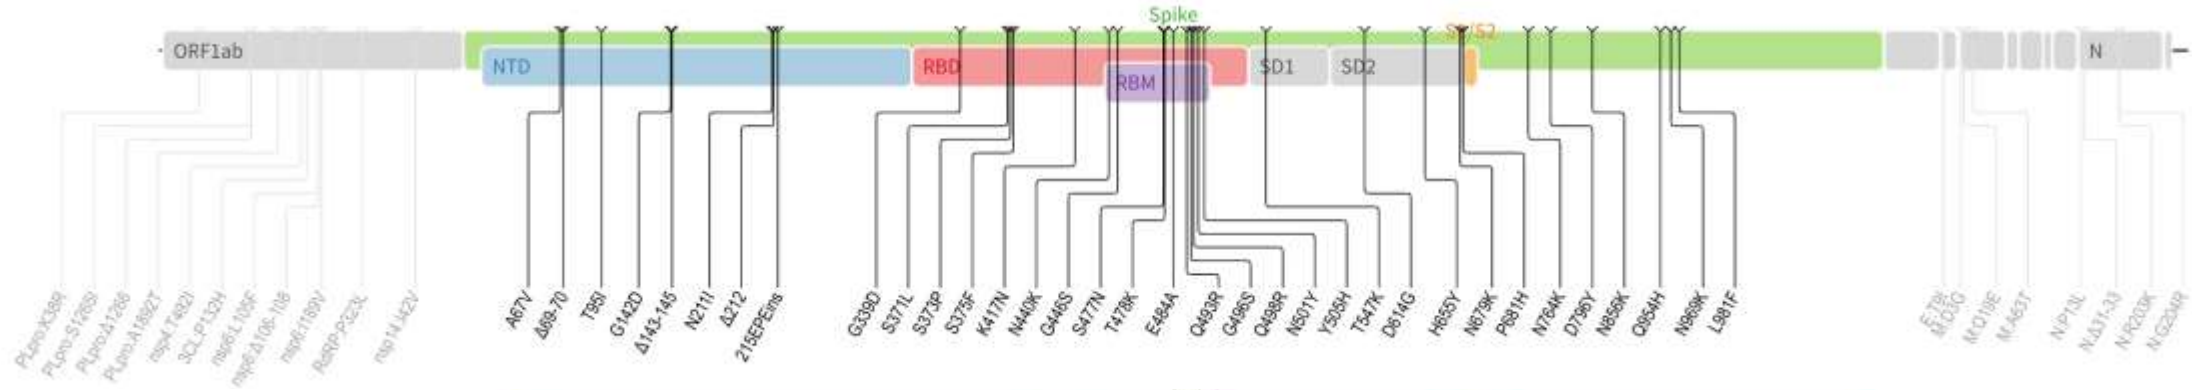 Spike
S1/S2
ORF1ab
NTD
RBD
RBM
SD1
SD2
N
PLpro:K38R
PLpro:S1265I
PLpro:Δ1266
PLpro:A1892T
nsp4:T492I
3CL:P132H
nsp6:L105F
nsp6:Δ106-108
nsp6:I189V
RdRP:P323L
nsp14:I42V
A67V
Δ69-70
T95I
G142D
Δ143-145
N211I
Δ212
215EPEins
G339D
S371L
S373P
S375F
K417N
N440K
G446S
S477N
T478K
E484A
Q493R
G496S
Q498R
N501Y
Y505H
T547K
D614G
H655Y
N679K
P681H
N764K
D796Y
N856K
Q954H
N969K
L981F
E:T9I
M:D3G
M:Q19E
M:A63T
N:P13L
N:Δ31-33
N:R203K
N:G204R